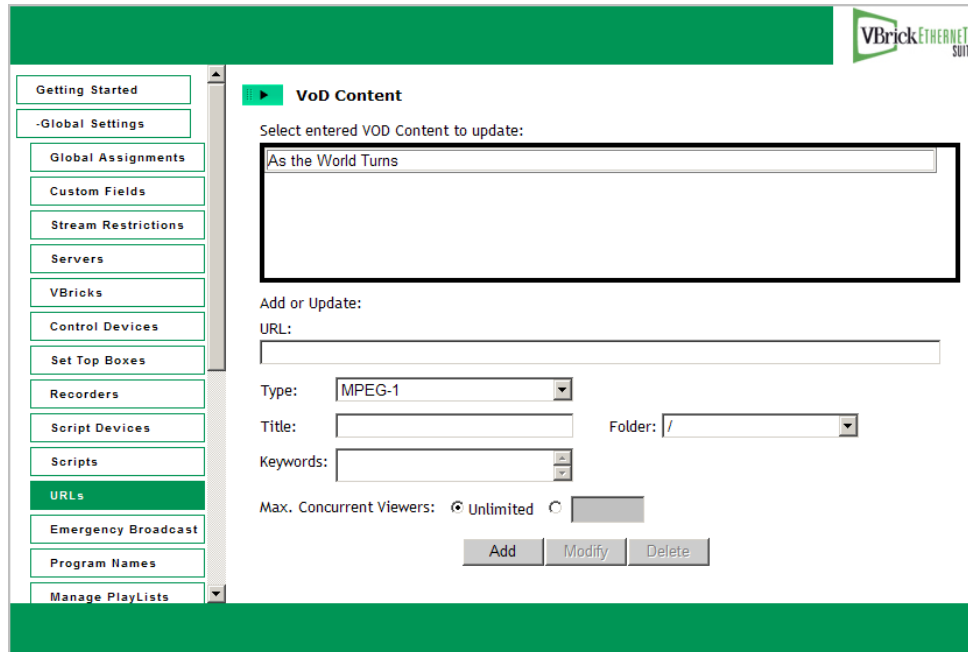 VBrick ETHERNET
SUIT
Getting Started
-Global Settings
Global Assignments
Custom Fields
Stream Restrictions
Servers
VBricks
Control Devices
Set Top Boxes
Recorders
Script Devices
Scripts
URLs
Emergency Broadcast
Program Names
Manage PlayLists
VoD Content
Select entered VOD Content to update:
As the World Turns
Add or Update:
URL:
Type: MPEG-1
Title: Folder: /
Keywords:
Max. Concurrent Viewers: Unlimited
Add Modify Delete